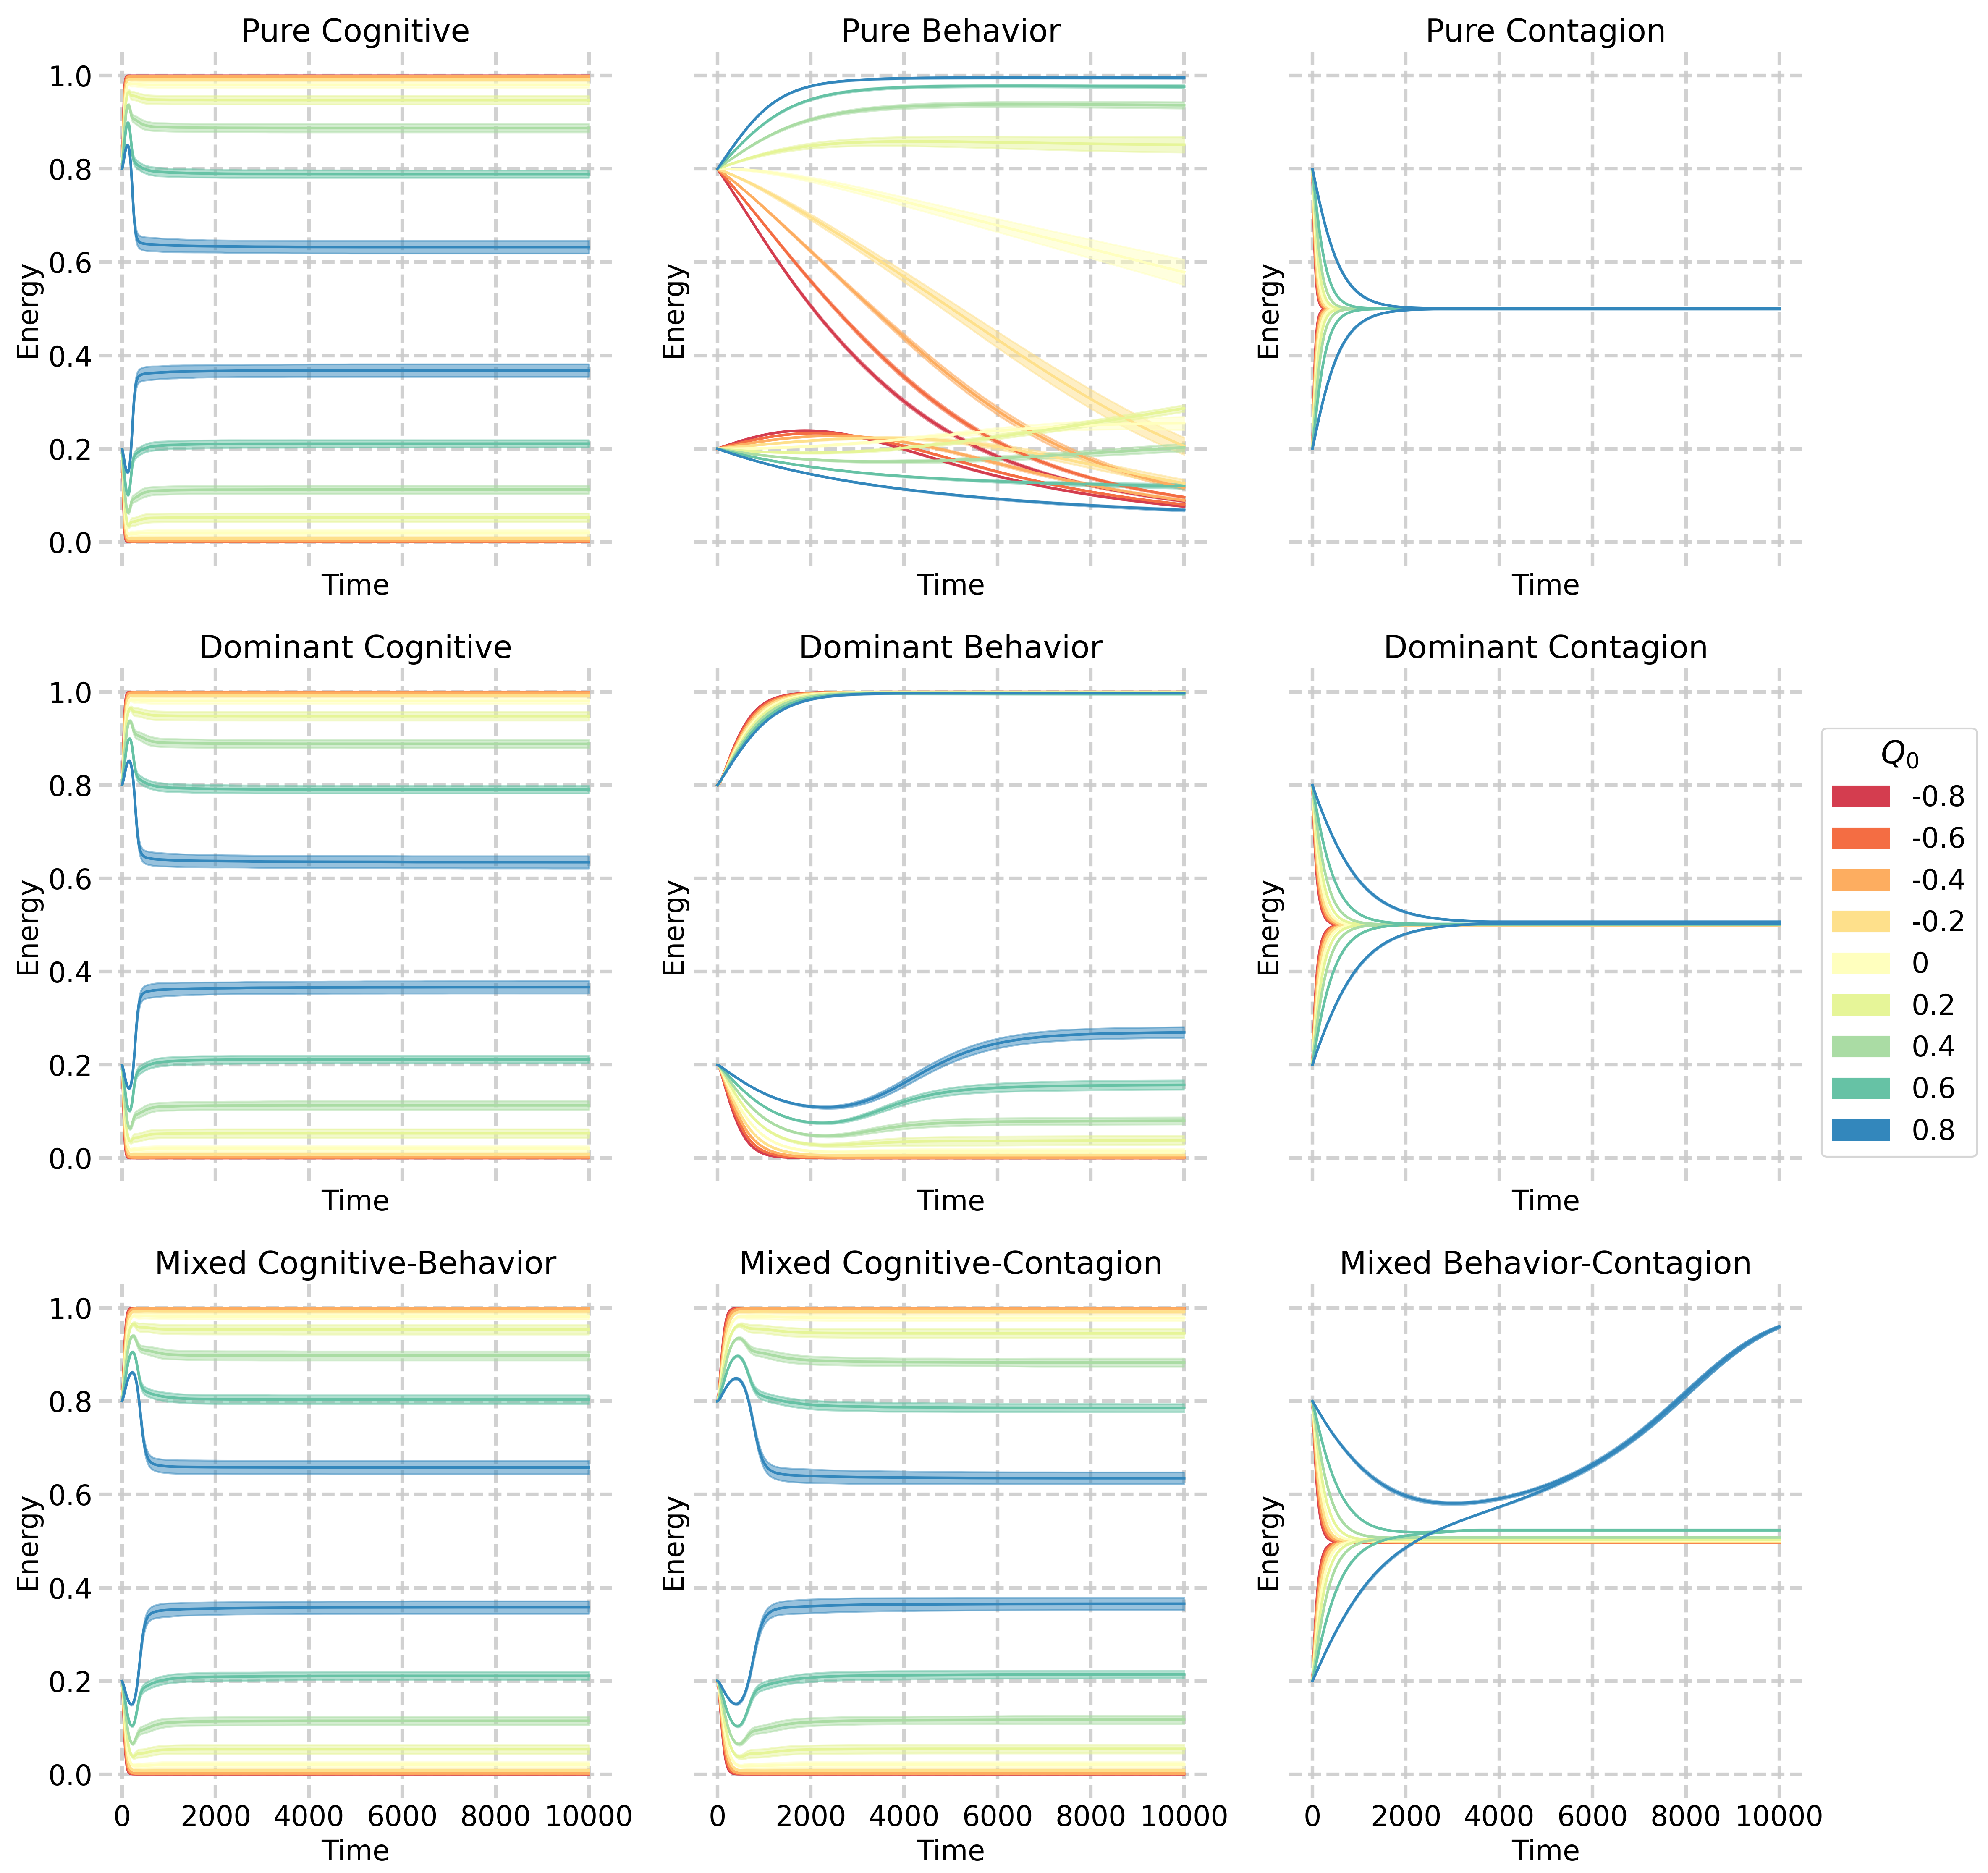 Pure Cognitive
Pure Behavior
Pure Contagion
1.0
0.8
0.6
0.4
0.2
0.0
Energy
Energy
Energy
Time
Time
Time
Dominant Cognitive
Dominant Behavior
Dominant Contagion
1.0
0.8
0.6
0.4
0.2
0.0
Energy
Energy
Energy
Time
Time
Time
Q0
-0.8
-0.6
-0.4
-0.2
0
0.2
0.4
0.6
0.8
Mixed Cognitive-Behavior
Mixed Cognitive-Contagion
Mixed Behavior-Contagion
1.0
0.8
0.6
0.4
0.2
0.0
Energy
Energy
Energy
0 2000 4000 6000 8000 10000
0 2000 4000 6000 8000 10000
0 2000 4000 6000 8000 10000
Time
Time
Time